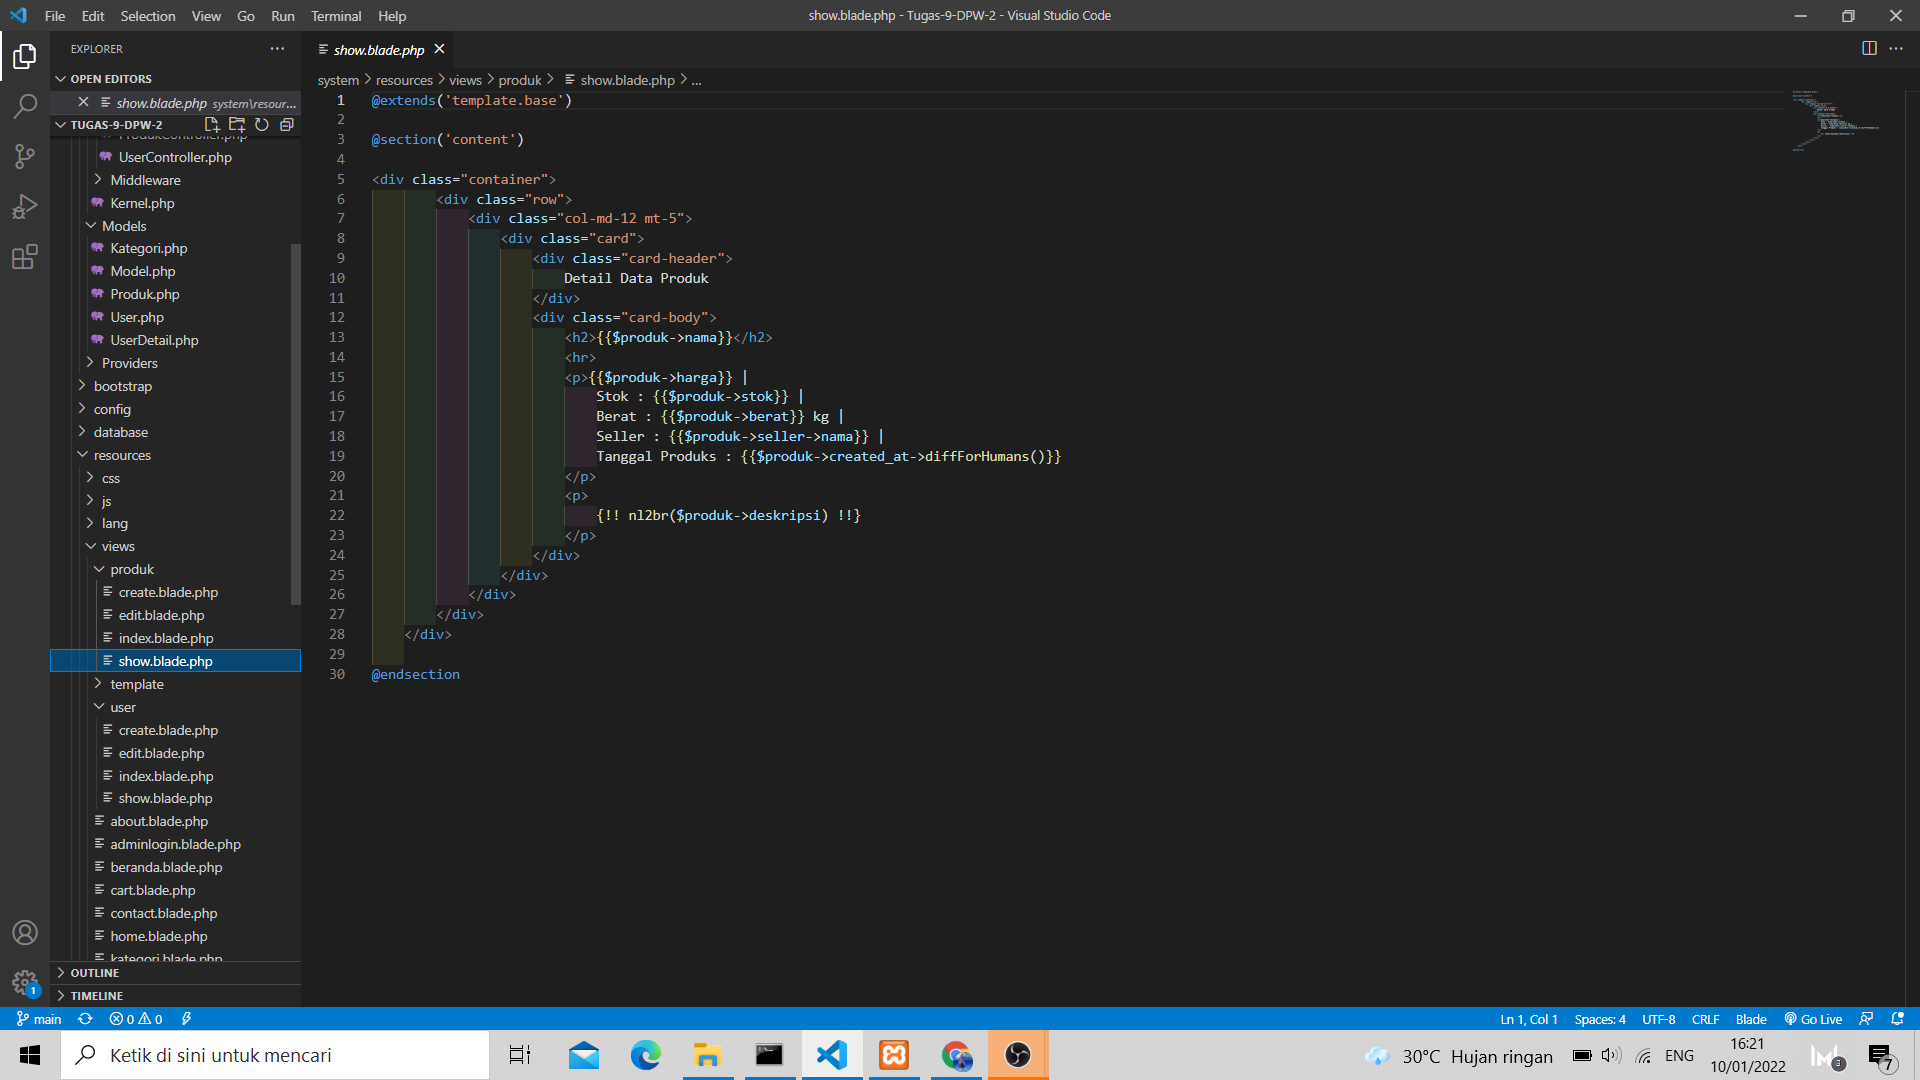 File Edit Selection View Go Run Terminal Help
show.blade.php - Tugas-9-DPW-2 - Visual Studio Code
EXPLORER
OPEN EDITORS
show.blade.php system\resour...
TUGAS-9-DPW-2
ProdukController.php
UserController.php
Middleware
Kernel.php
Models
Kategori.php
Model.php
Produk.php
User.php
UserDetail.php
Providers
bootstrap
config
database
resources
css
js
lang
views
produk
create.blade.php
edit.blade.php
index.blade.php
show.blade.php
template
user
create.blade.php
edit.blade.php
index.blade.php
show.blade.php
about.blade.php
adminlogin.blade.php
beranda.blade.php
cart.blade.php
contact.blade.php
home.blade.php
kategori.blade.php
OUTLINE
TIMELINE
show.blade.php
system > resources > views > produk > show.blade.php > ...
1 @extends('template.base')
2
3 @section('content')
4
5 <div class="container">
6 <div class="row">
7 <div class="col-md-12 mt-5">
8 <div class="card">
9 <div class="card-header">
10 Detail Data Produk
11 </div>
12 <div class="card-body">
13 <h2>{{$produk->nama}}</h2>
14 <hr>
15 <p>{{$produk->harga}} |
16 Stok : {{$produk->stok}} |
17 Berat : {{$produk->berat}} kg |
18 Seller : {{$produk->seller->nama}} |
19 Tanggal Produks : {{$produk->created_at->diffForHumans()}}
20 </p>
21 <p>
22 {!! nl2br($produk->deskripsi) !!}
23 </p>
24 </div>
25 </div>
26 </div>
27 </div>
28 </div>
29
30 @endsection
main 0 0
Ln 1, Col 1 Spaces: 4 UTF-8 CRLF Blade Go Live
1
Ketik di sini untuk mencari
30°C Hujan ringan ENG
16:21
10/01/2022
3
7